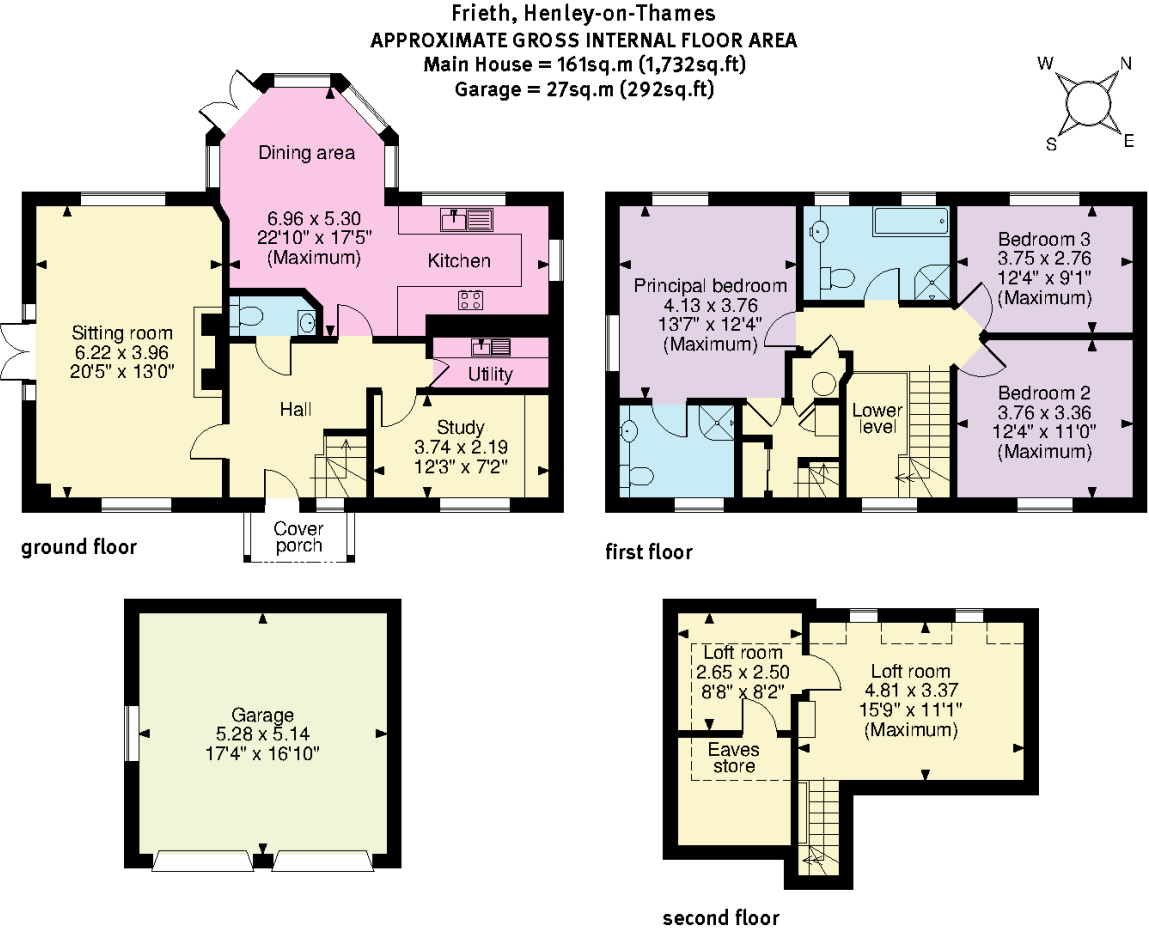 Frieth, Henley-on-Thames
APPROXIMATE GROSS INTERNAL FLOOR AREA
Main House = 161sq.m (1,732sq.ft)
Garage = 27sq.m (292sq.ft)
W
N
S
E
Dining area
6.96 x 5.30
22'10" x 17'5"
(Maximum)
Kitchen
Sitting room
6.22 x 3.96
20'5" x 13'0"
Utility
Hall
Study
3.74 x 2.19
12'3" x 7'2"
Cover
porch
ground floor
Principal bedroom
4.13 x 3.76
13'7" x 12'4"
(Maximum)
Bedroom 3
3.75 x 2.76
12'4" x 9'1"
(Maximum)
Bedroom 2
3.76 x 3.36
12'4" x 11'0"
(Maximum)
Lower
level
first floor
Garage
5.28 x 5.14
17'4" x 16'10"
Loft room
2.65 x 2.50
8'8" x 8'2"
Loft room
4.81 x 3.37
15'9" x 11'1"
(Maximum)
Eaves
store
second floor